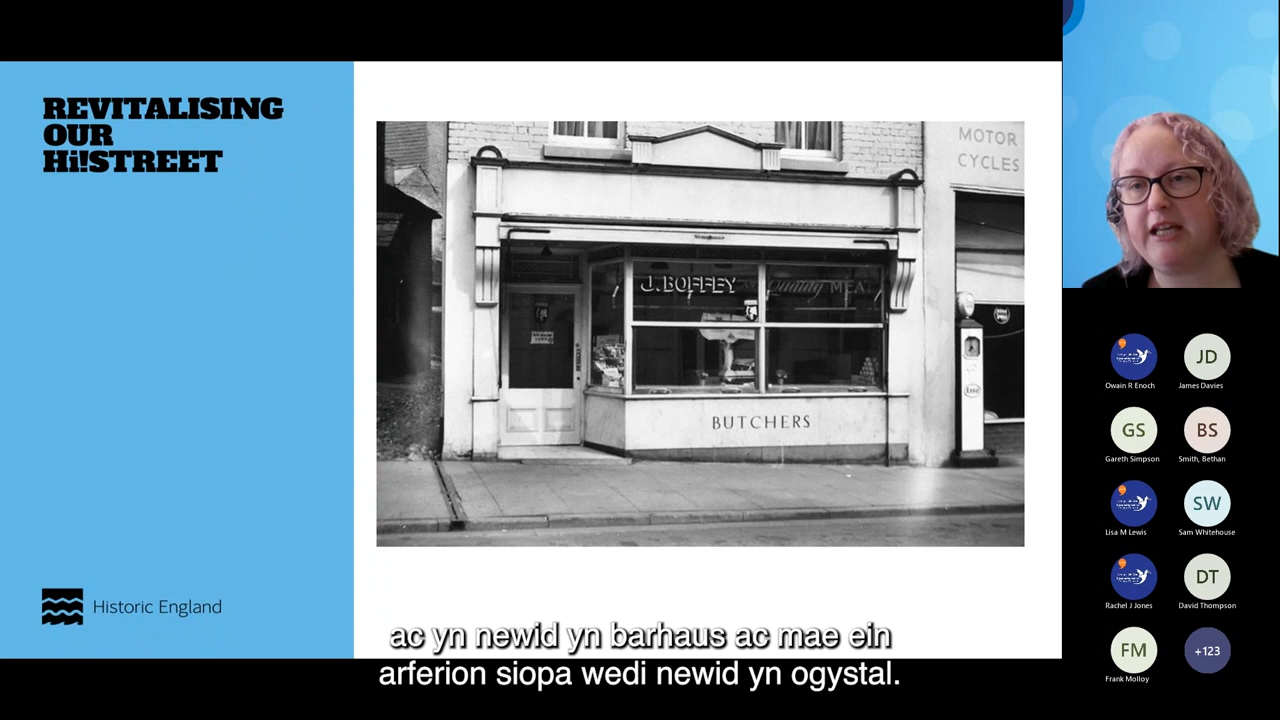 REVITALISING
OUR
Hi!STREET
MOTOR
CYCLES
J. BOFFEY
Quality MEAT
BUTCHERS
Historic England
ac yn newid yn barhaus ac mae ein
arferion siopa wedi newid yn ogystal.
Owain R Enoch
JD
James Davies
GS
Gareth Simpson
BS
Smith, Bethan
Lisa M Lewis
SW
Sam Whitehouse
Rachel J Jones
DT
David Thompson
FM
Frank Molloy
+123